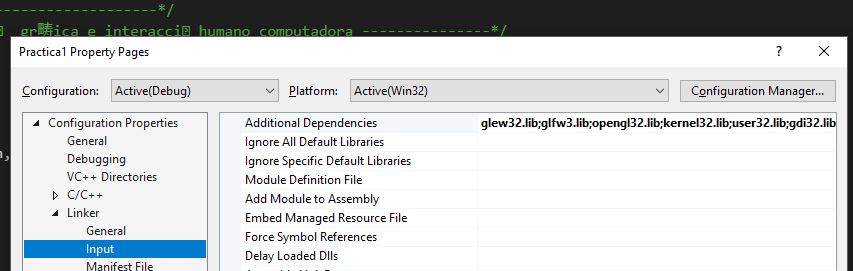 -------------------*/
gr疇ica e interacci humano computadora ----------------*/
Practica1 Property Pages
Configuration: Active(Debug) Platform: Active(Win32) Configuration Manager...
Configuration Properties
General
Debugging
VC++ Directories
C/C++
Linker
General
Input
Manifest File
Additional Dependencies glew32.lib;glfw3.lib;opengl32.lib;kernel32.lib;user32.lib;gdi32.lib
Ignore All Default Libraries
Ignore Specific Default Libraries
Module Definition File
Add Module to Assembly
Embed Managed Resource File
Force Symbol References
Delay Loaded Dlls